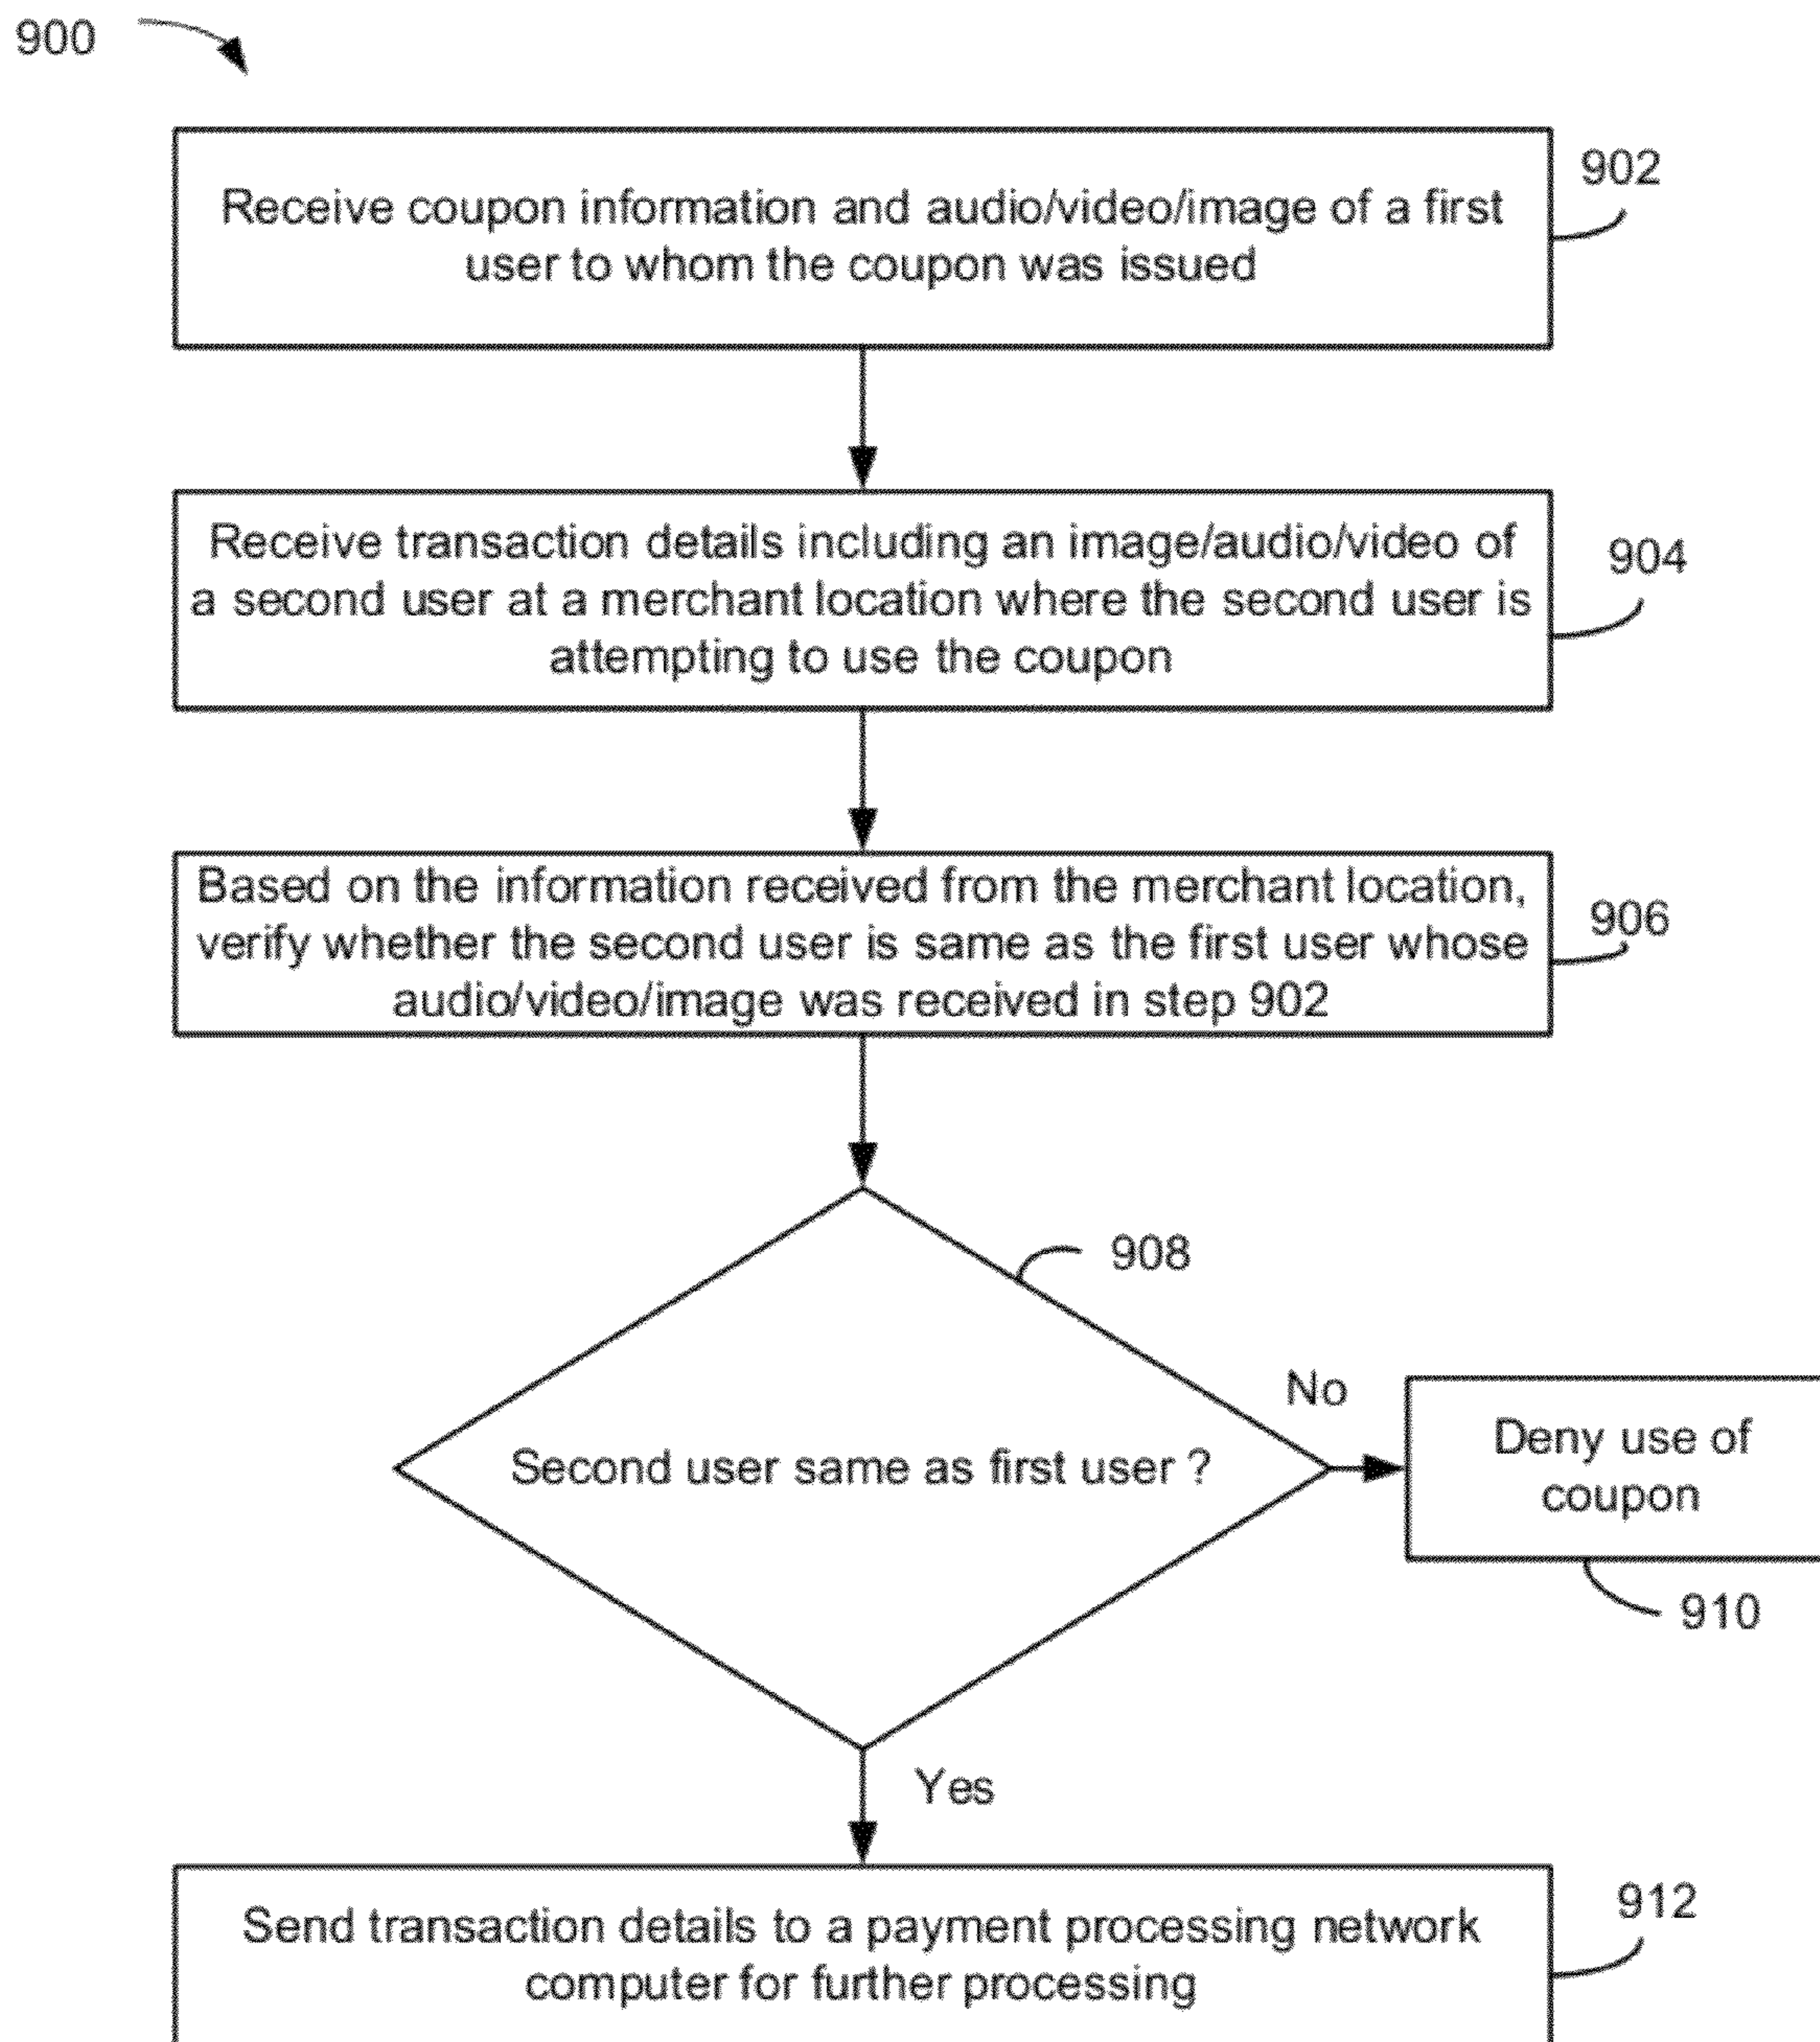 900
902
Receive coupon information and audio/video/image of a first
user to whom the coupon was issued
904
Receive transaction details including an image/audio/video of
a second user at a merchant location where the second user is
attempting to use the coupon
906
Based on the information received from the merchant location,
verify whether the second user is same as the first user whose
audio/video/image was received in step 902
908
Second user same as first user ?
No
Deny use of
coupon
910
Yes
912
Send transaction details to a payment processing network
computer for further processing